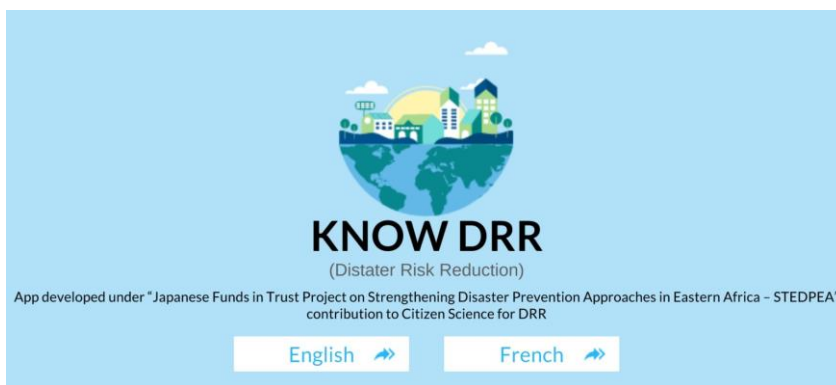 KNOW DRR
(Distater Risk Reduction)
App developed under "Japanese Funds in Trust Project on Strengthening Disaster Prevention Approaches in Eastern Africa – STEDPEA"
contribution to Citizen Science for DRR
English
French